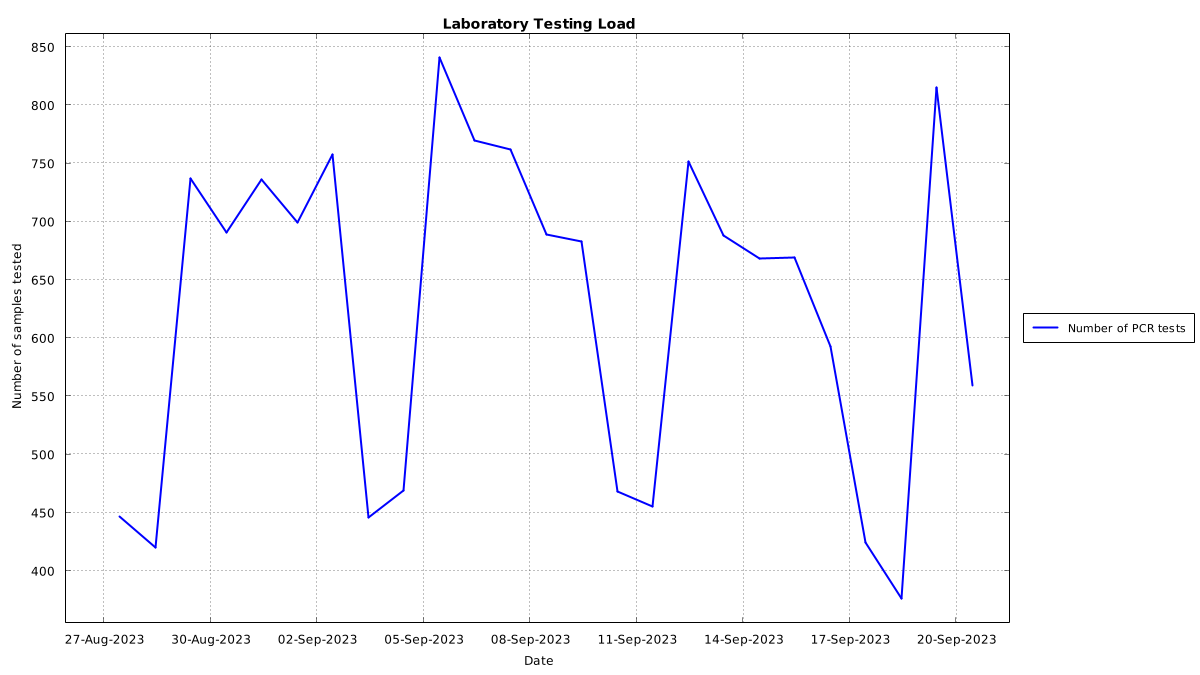 Laboratory Testing Load
850
800
750
700
650
600
550
500
450
400
Number of samples tested
27-Aug-2023 30-Aug-2023 02-Sep-2023 05-Sep-2023 08-Sep-2023 11-Sep-2023 14-Sep-2023 17-Sep-2023 20-Sep-2023
Date
Number of PCR tests